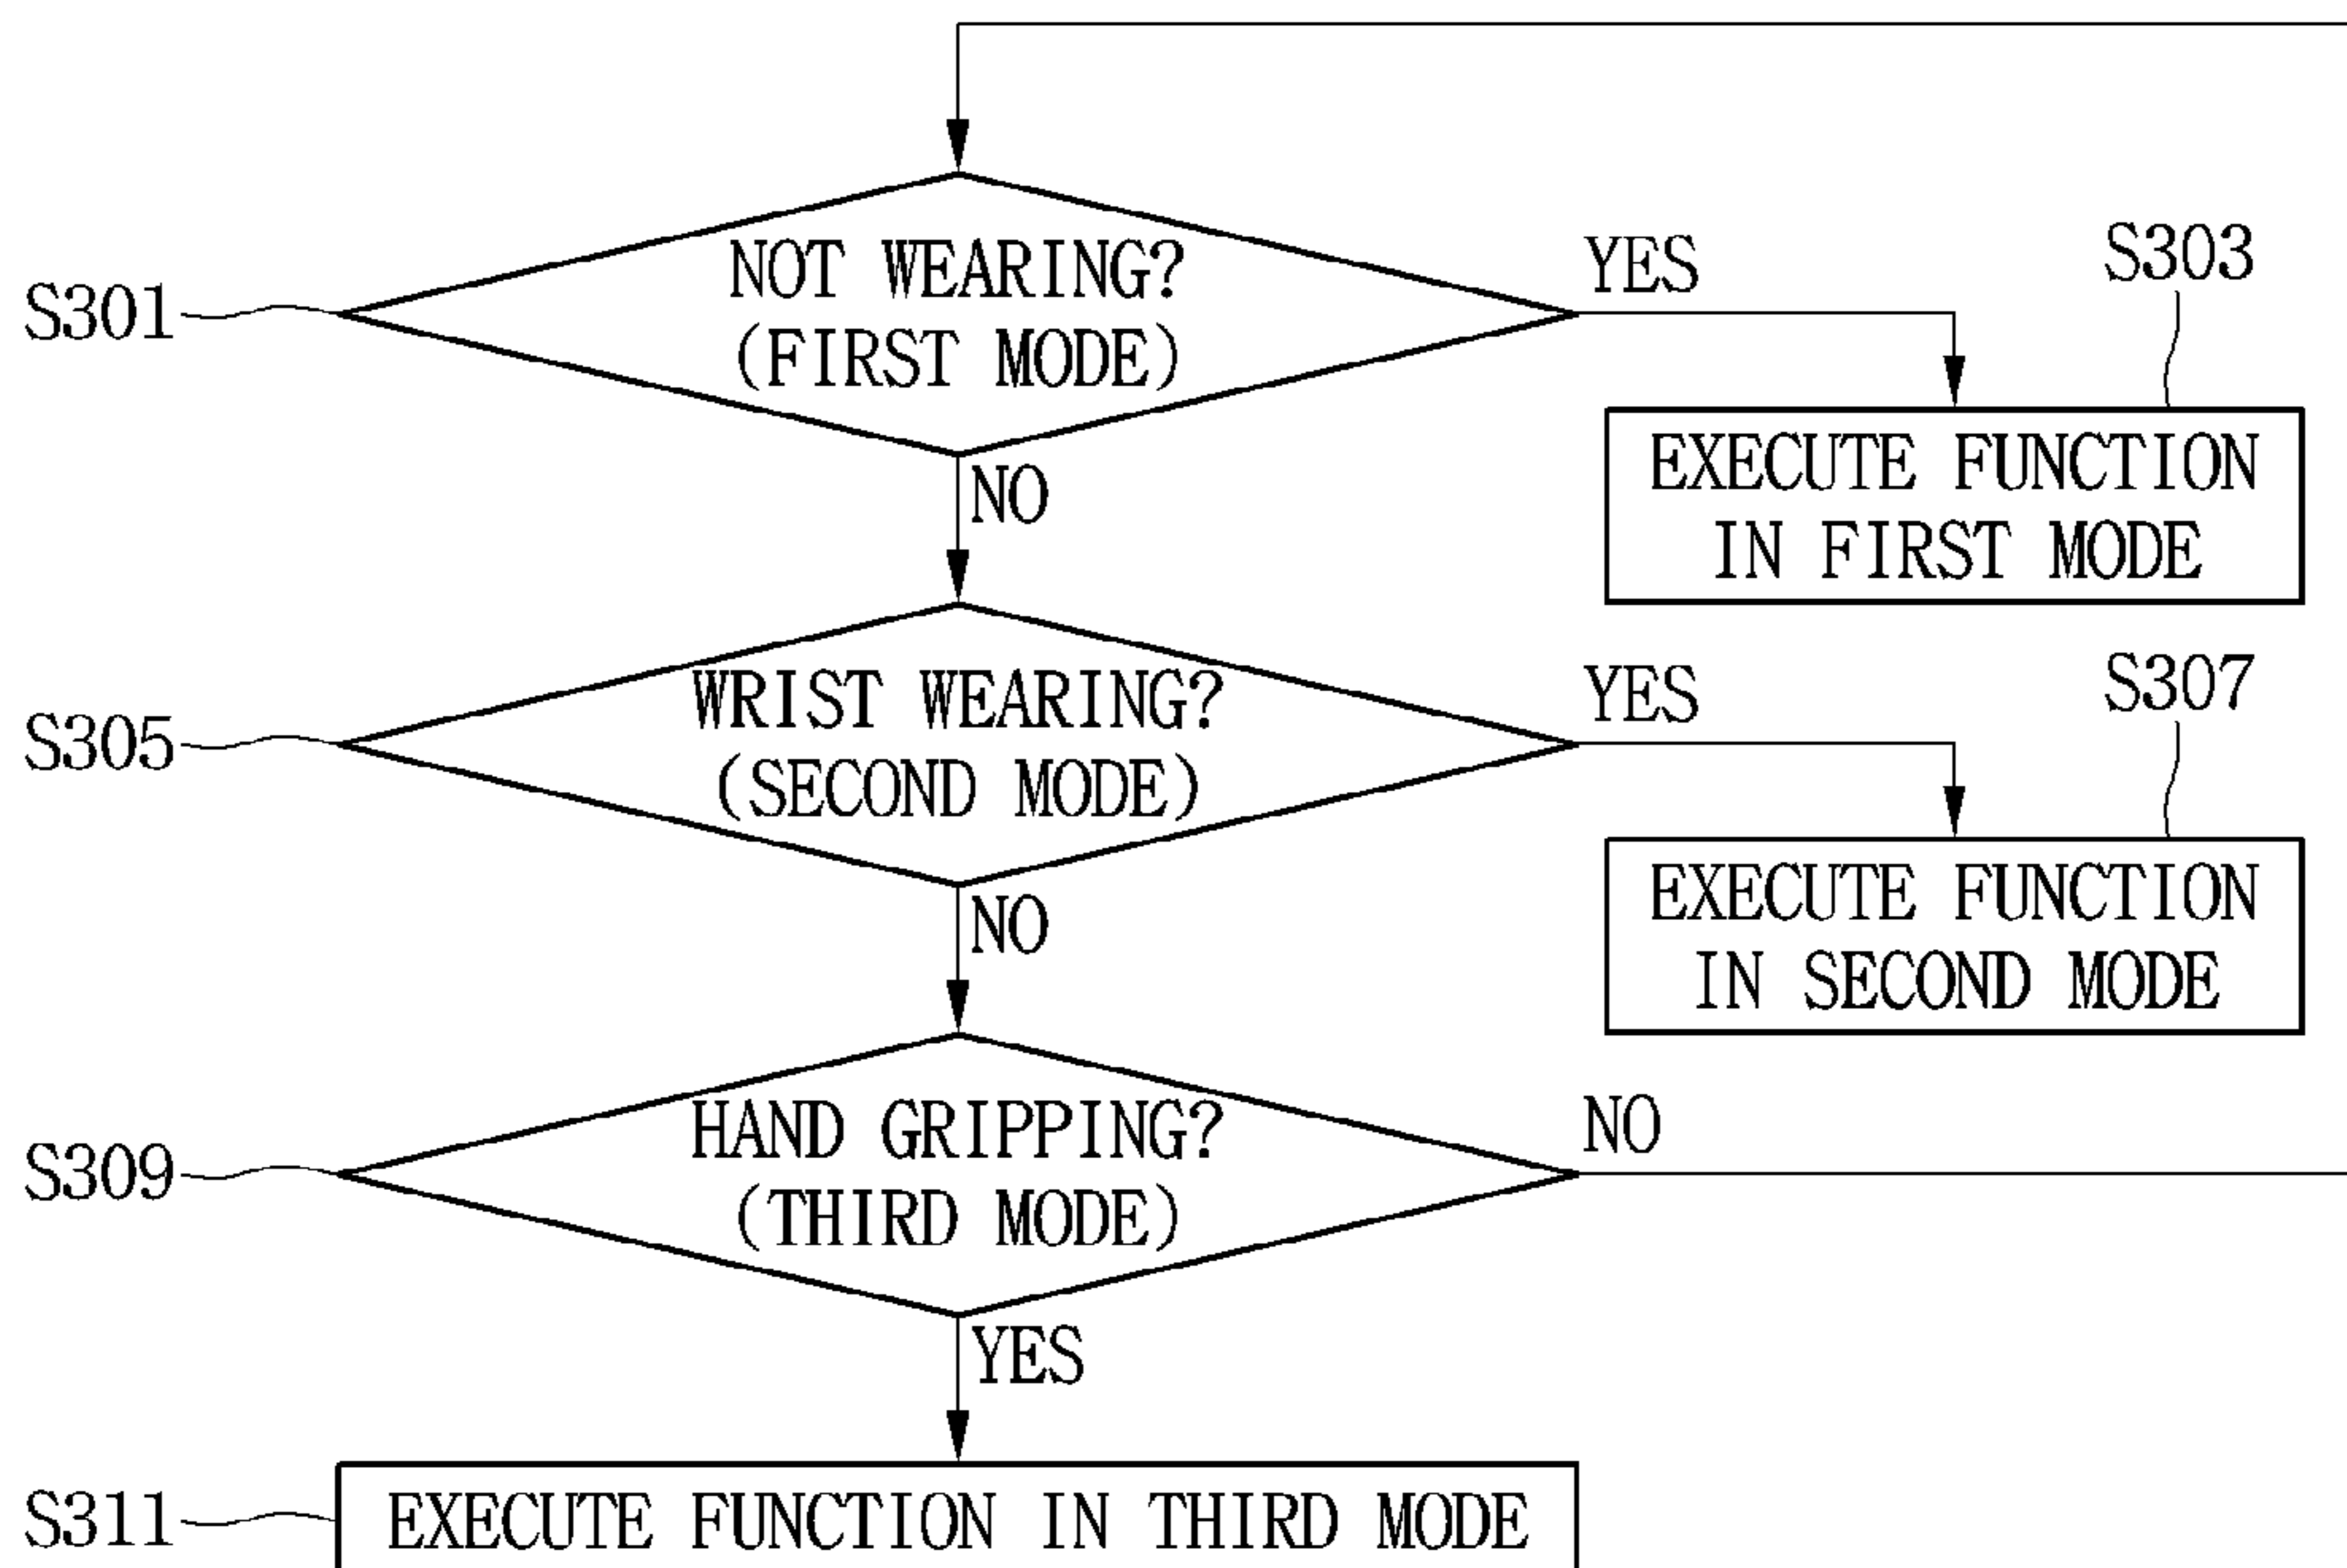 S301
NOT WEARING?
(FIRST MODE)
YES
S303
EXECUTE FUNCTION
IN FIRST MODE
NO
S305
WRIST WEARING?
(SECOND MODE)
YES
S307
EXECUTE FUNCTION
IN SECOND MODE
NO
S309
HAND GRIPPING?
(THIRD MODE)
NO
YES
S311
EXECUTE FUNCTION IN THIRD MODE